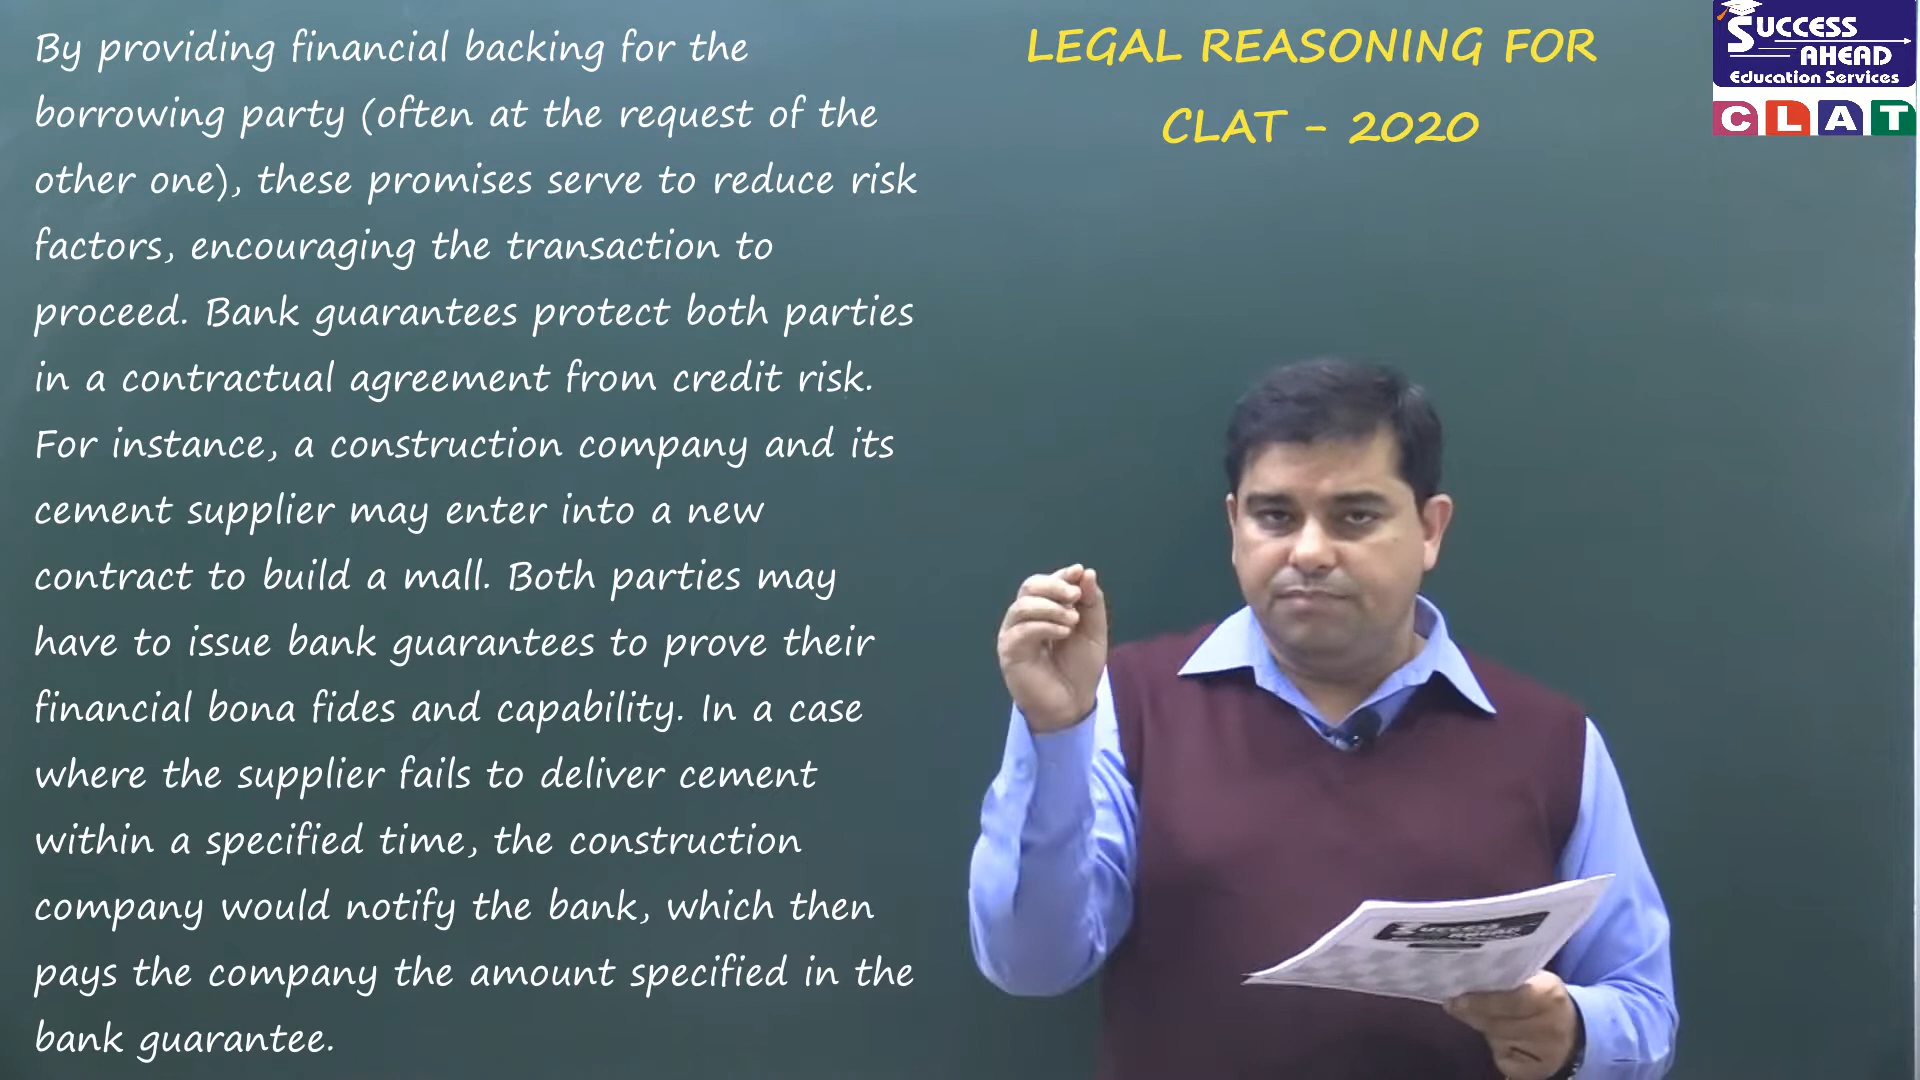 By providing financial backing for the
borrowing party (often at the request of the
other one), these promises serve to reduce risk
factors, encouraging the transaction to
proceed. Bank guarantees protect both parties
in a contractual agreement from credit risk.
For instance, a construction company and its
cement supplier may enter into a new
contract to build a mall. Both parties may
have to issue bank guarantees to prove their
financial bona fides and capability. In a case
where the supplier fails to deliver cement
within a specified time, the construction
company would notify the bank, which then
pays the company the amount specified in the
bank guarantee.
LEGAL REASONING FOR
CLAT - 2020
SUCCESS
AHEAD
Education Services
CLAT
SUCCESS
AHEAD